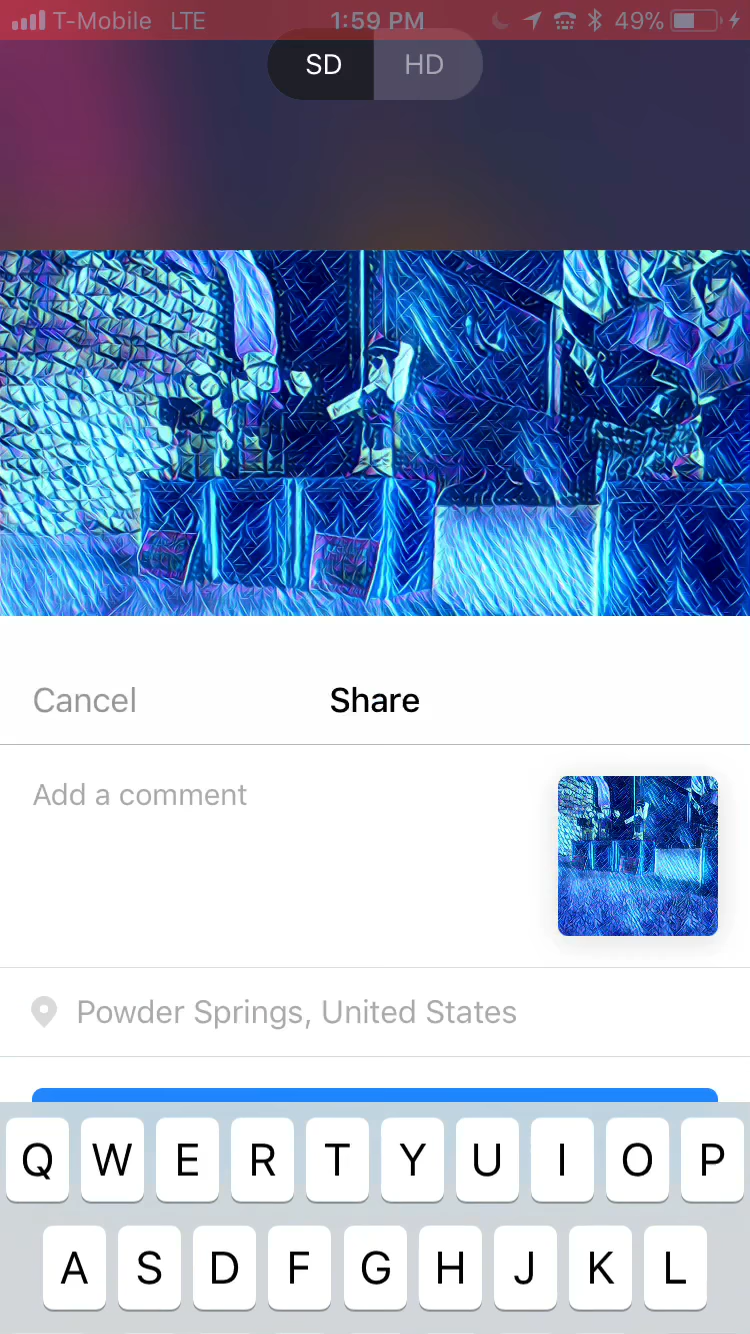 T-Mobile LTE 1:59 PM 49%
SD HD
Cancel Share
Add a comment
Powder Springs, United States
Q W E R T Y U I O P
A S D F G H J K L